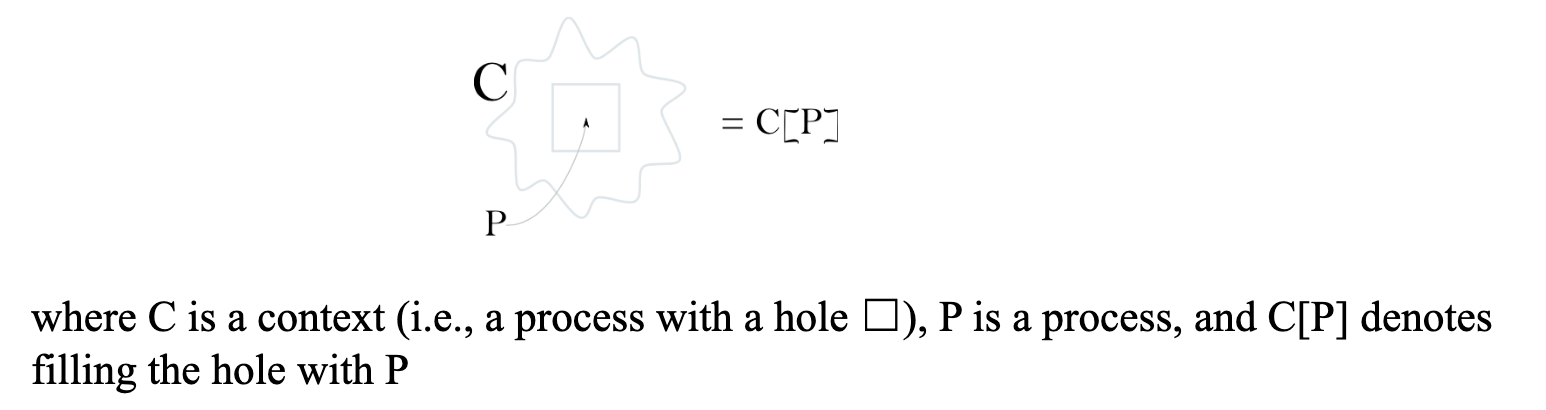 C
= C[P]
P
where C is a context (i.e., a process with a hole □), P is a process, and C[P] denotes
filling the hole with P